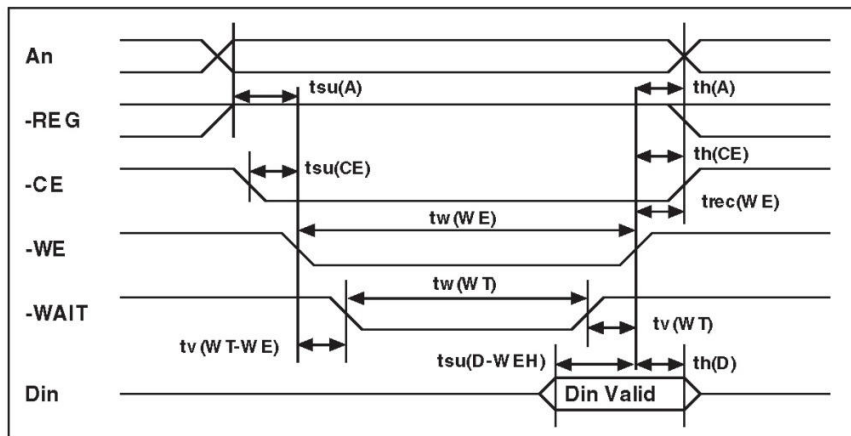 An
tsu(A)
th(A)
-REG
tsu(CE)
th(CE)
-CE
trec(WE)
tw(WE)
-WE
tw(WT)
-WAIT
tv(WT-WE)
tv(WT)
tsu(D-WEH)
th(D)
Din
Din Valid